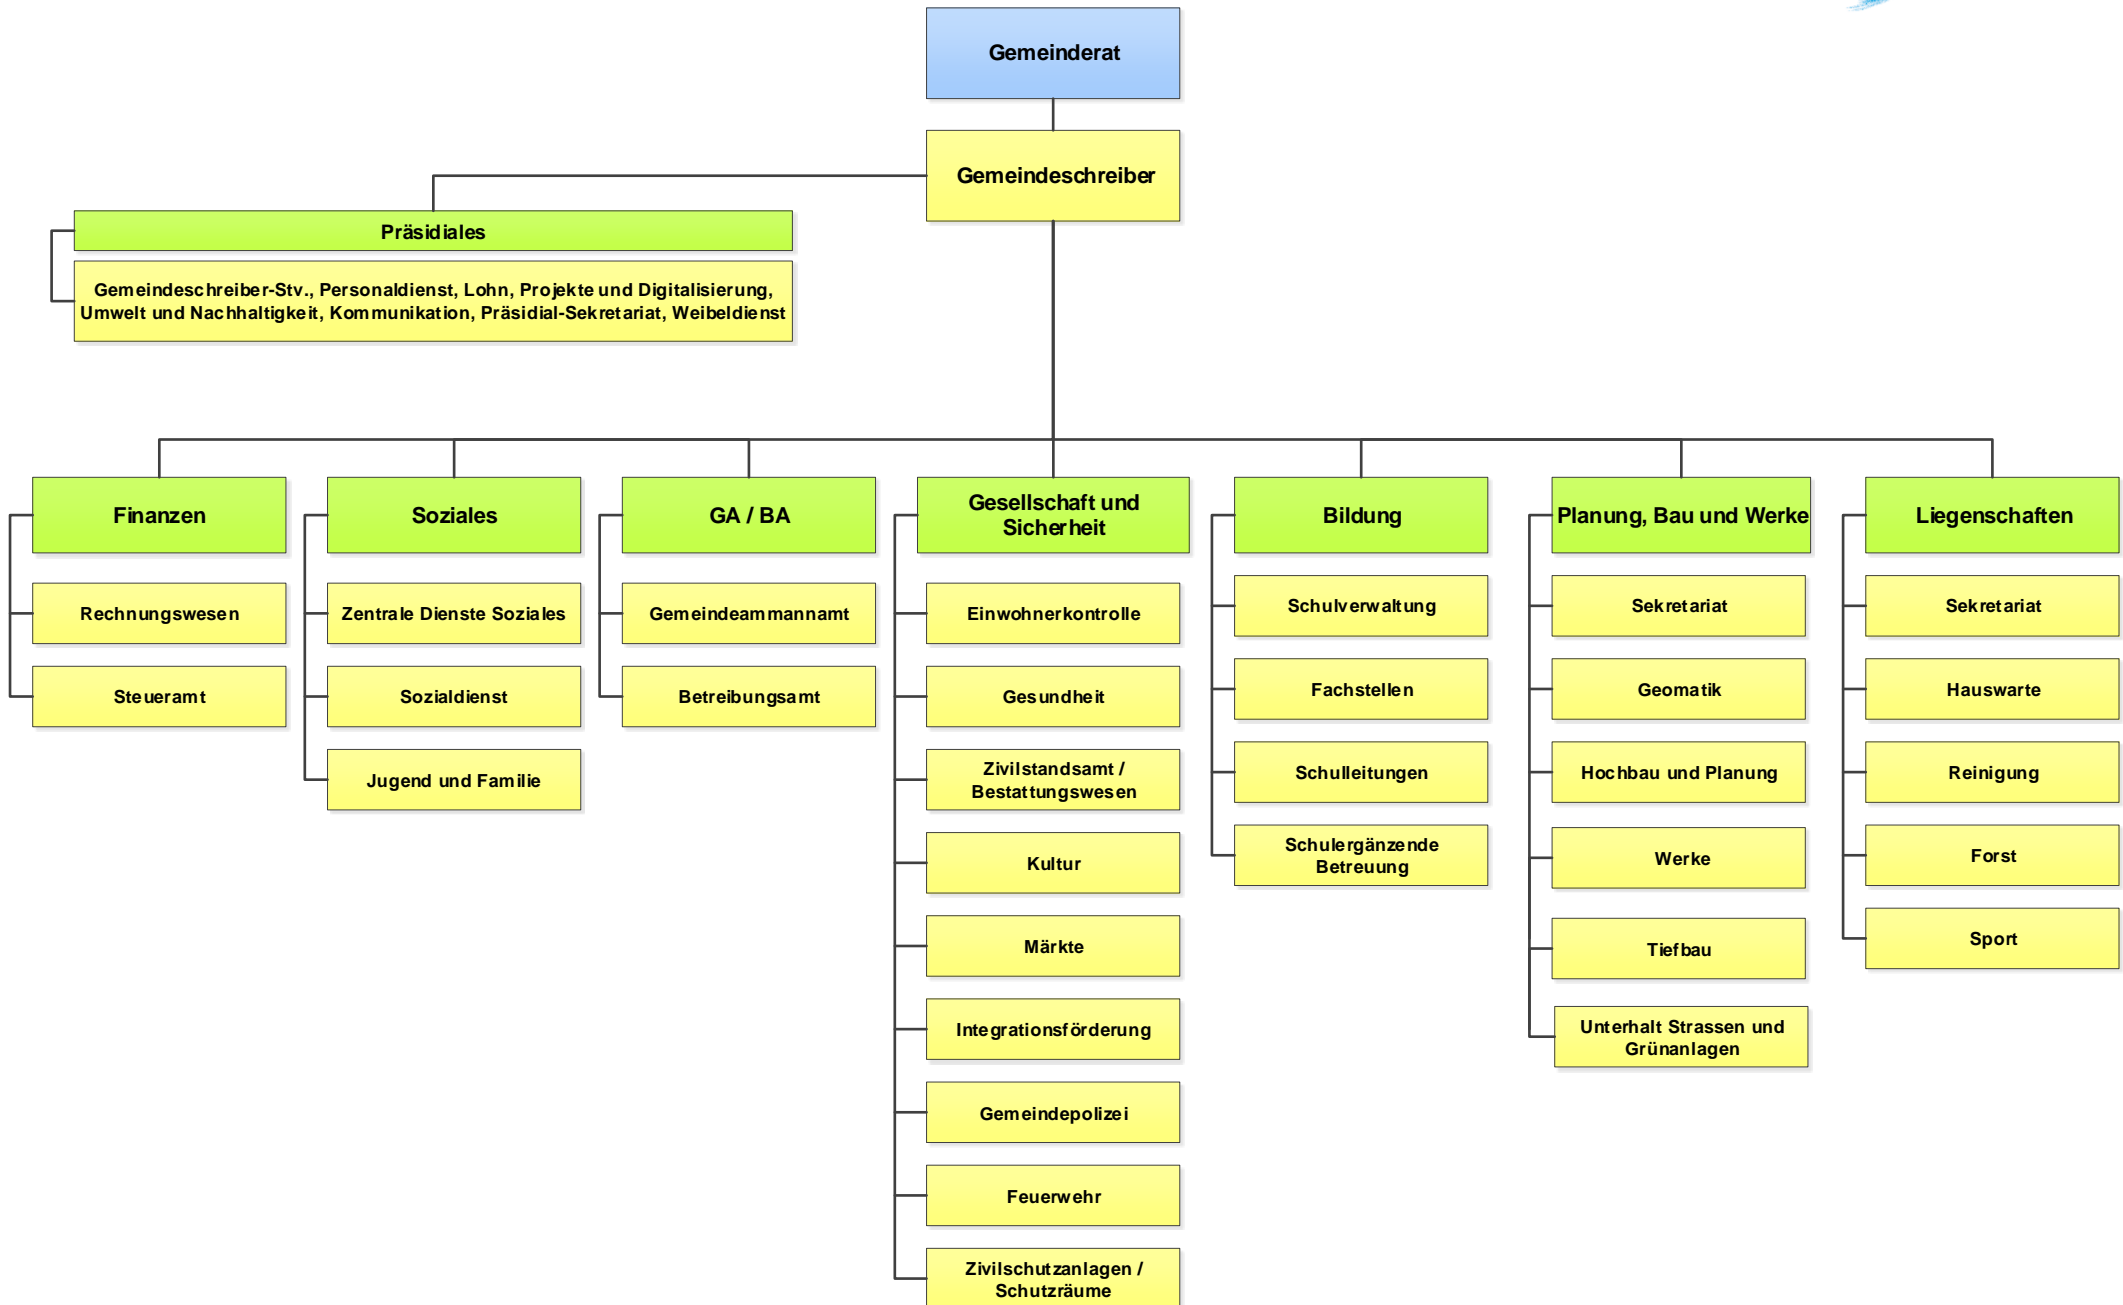 Gemeinderat
Gemeindeschreiber
Präsidiales
Gemeindeschreiber-Stv., Personaldienst, Lohn, Projekte und Digitalisierung,
Umwelt und Nachhaltigkeit, Kommunikation, Präsidial-Sekretariat, Weibeldienst
Finanzen
Rechnungswesen
Steueramt
Soziales
Zentrale Dienste Soziales
Sozialdienst
Jugend und Familie
GA / BA
Gemeindeammannamt
Betreibungsamt
Gesellschaft und
Sicherheit
Einwohnerkontrolle
Gesundheit
Zivilstandsamt /
Bestattungswesen
Kultur
Märkte
Integrationsförderung
Gemeindepolizei
Feuerwehr
Zivilschutzanlagen /
Schutzräume
Bildung
Schulverwaltung
Fachstellen
Schulleitungen
Schulergänzende
Betreuung
Planung, Bau und Werke
Sekretariat
Geomatik
Hochbau und Planung
Werke
Tiefbau
Unterhalt Strassen und
Grünanlagen
Liegenschaften
Sekretariat
Hauswarte
Reinigung
Forst
Sport